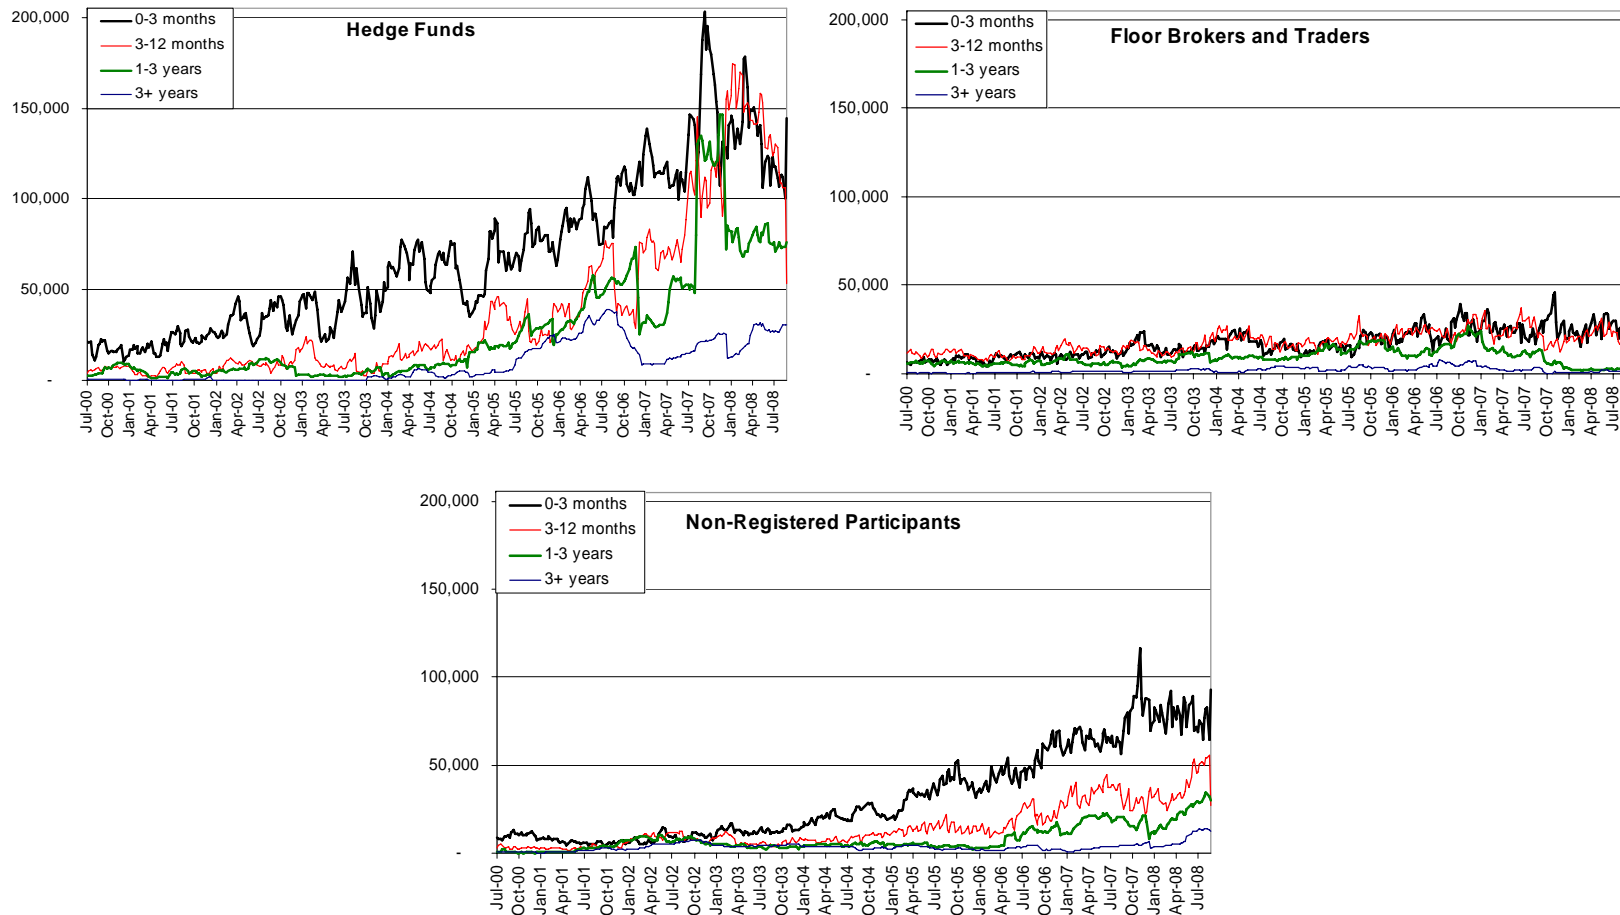 Hedge Funds
0-3 months
3-12 months
1-3 years
3+ years
200,000
150,000
100,000
50,000
-
Jul-00 Oct-00 Jan-01 Apr-01 Jul-01 Oct-01 Jan-02 Apr-02 Jul-02 Oct-02 Jan-03 Apr-03 Jul-03 Oct-03 Jan-04 Apr-04 Jul-04 Oct-04 Jan-05 Apr-05 Jul-05 Oct-05 Jan-06 Apr-06 Jul-06 Oct-06 Jan-07 Apr-07 Jul-07 Oct-07 Jan-08 Apr-08 Jul-08
Floor Brokers and Traders
0-3 months
3-12 months
1-3 years
3+ years
200,000
150,000
100,000
50,000
-
Jul-00 Oct-00 Jan-01 Apr-01 Jul-01 Oct-01 Jan-02 Apr-02 Jul-02 Oct-02 Jan-03 Apr-03 Jul-03 Oct-03 Jan-04 Apr-04 Jul-04 Oct-04 Jan-05 Apr-05 Jul-05 Oct-05 Jan-06 Apr-06 Jul-06 Oct-06 Jan-07 Apr-07 Jul-07 Oct-07 Jan-08 Apr-08 Jul-08
Non-Registered Participants
0-3 months
3-12 months
1-3 years
3+ years
200,000
150,000
100,000
50,000
-
Jul-00 Oct-00 Jan-01 Apr-01 Jul-01 Oct-01 Jan-02 Apr-02 Jul-02 Oct-02 Jan-03 Apr-03 Jul-03 Oct-03 Jan-04 Apr-04 Jul-04 Oct-04 Jan-05 Apr-05 Jul-05 Oct-05 Jan-06 Apr-06 Jul-06 Oct-06 Jan-07 Apr-07 Jul-07 Oct-07 Jan-08 Apr-08 Jul-08